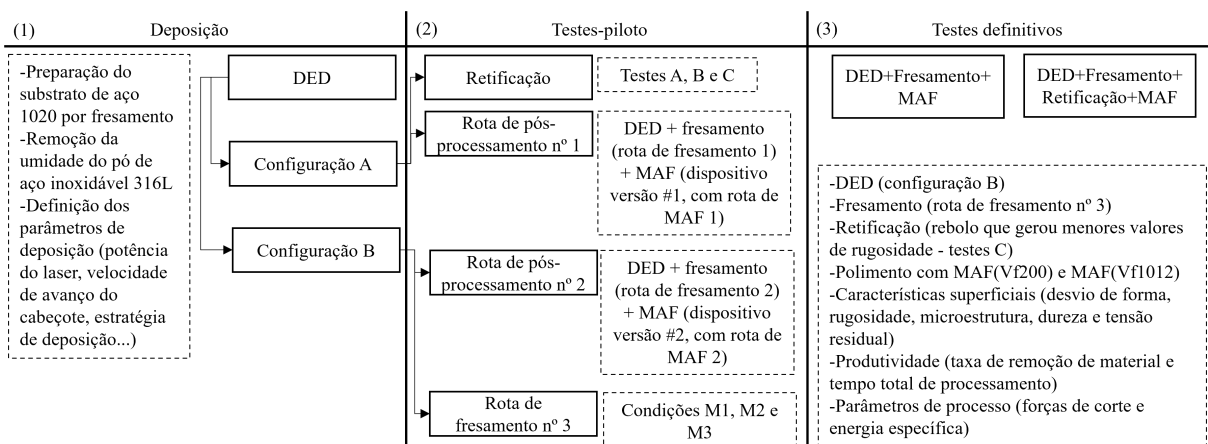 (1)
Deposição
-Preparação do
substrato de aço
1020 por fresamento
-Remoção da
umidade do pó de
aço inoxidável 316L
-Definição dos
parâmetros de
deposição (potência
do laser, velocidade
de avanço do
cabeçote, estratégia
de deposição...)
DED
Configuração A
Configuração B
(2)
Testes-piloto
Retificação
Testes A, B e C
Rota de pós-
processamento nº 1
DED + fresamento
(rota de fresamento 1)
+ MAF (dispositivo
versão #1, com rota de
MAF 1)
Rota de pós-
processamento nº 2
DED + fresamento
(rota de fresamento 2)
+ MAF (dispositivo
versão #2, com rota de
MAF 2)
Rota de
fresamento nº 3
Condições M1, M2 e
M3
(3)
Testes definitivos
DED+Fresamento+
MAF
DED+Fresamento+
Retificação+MAF
-DED (configuração B)
-Fresamento (rota de fresamento nº 3)
-Retificação (rebolo que gerou menores valores
de rugosidade - testes C)
-Polimento com MAF(Vf200) e MAF(Vf1012)
-Características superficiais (desvio de forma,
rugosidade, microestrutura, dureza e tensão
residual)
-Produtividade (taxa de remoção de material e
tempo total de processamento)
-Parâmetros de processo (forças de corte e
energia específica)